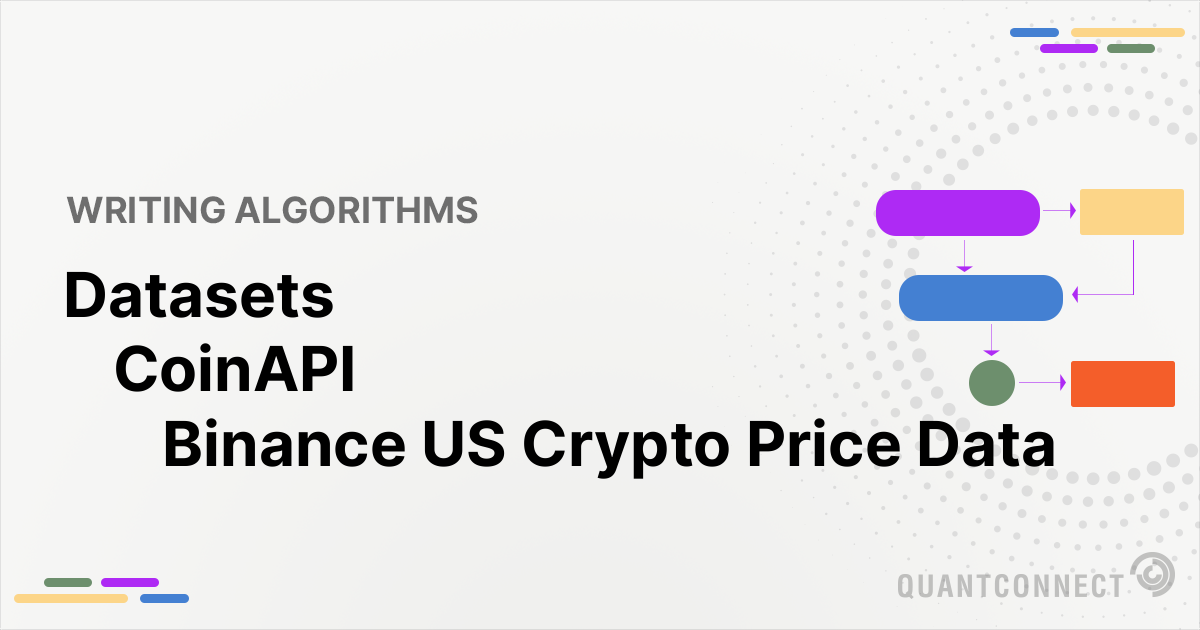 WRITING ALGORITHMS
Datasets
CoinAPI
Binance US Crypto Price Data
QUANTCONNECT